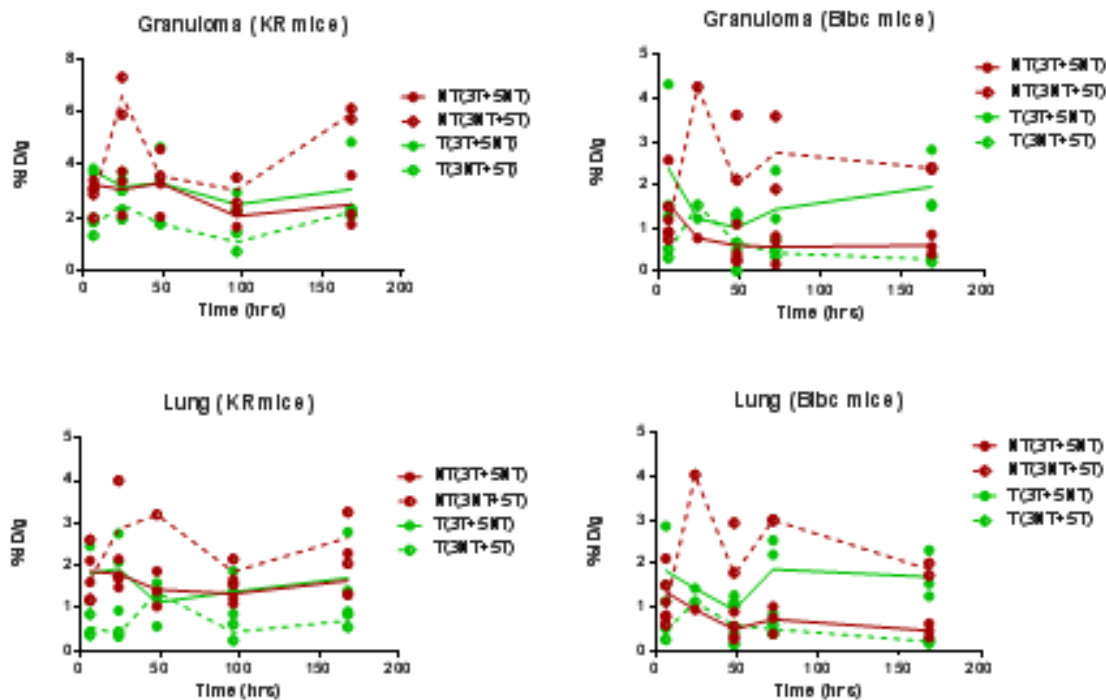 Granuloma (KR mice)
8
6
4
2
0
0 50 100 150 200
Time (hrs)
%ID/g
NT(3T+5NT)
NT(3NT+5T)
T(3T+5NT)
T(3NT+5T)
Granuloma (Blbc mice)
5
4
3
2
1
0
0 50 100 150 200
Time (hrs)
%ID/g
NT(3T+5NT)
NT(3NT+5T)
T(3T+5NT)
T(3NT+5T)
Lung (KR mice)
5
4
3
2
1
0
0 50 100 150 200
Time (hrs)
%ID/g
NT(3T+5NT)
NT(3NT+5T)
T(3T+5NT)
T(3NT+5T)
Lung (Blbc mice)
5
4
3
2
1
0
0 50 100 150 200
Time (hrs)
%ID/g
NT(3T+5NT)
NT(3NT+5T)
T(3T+5NT)
T(3NT+5T)